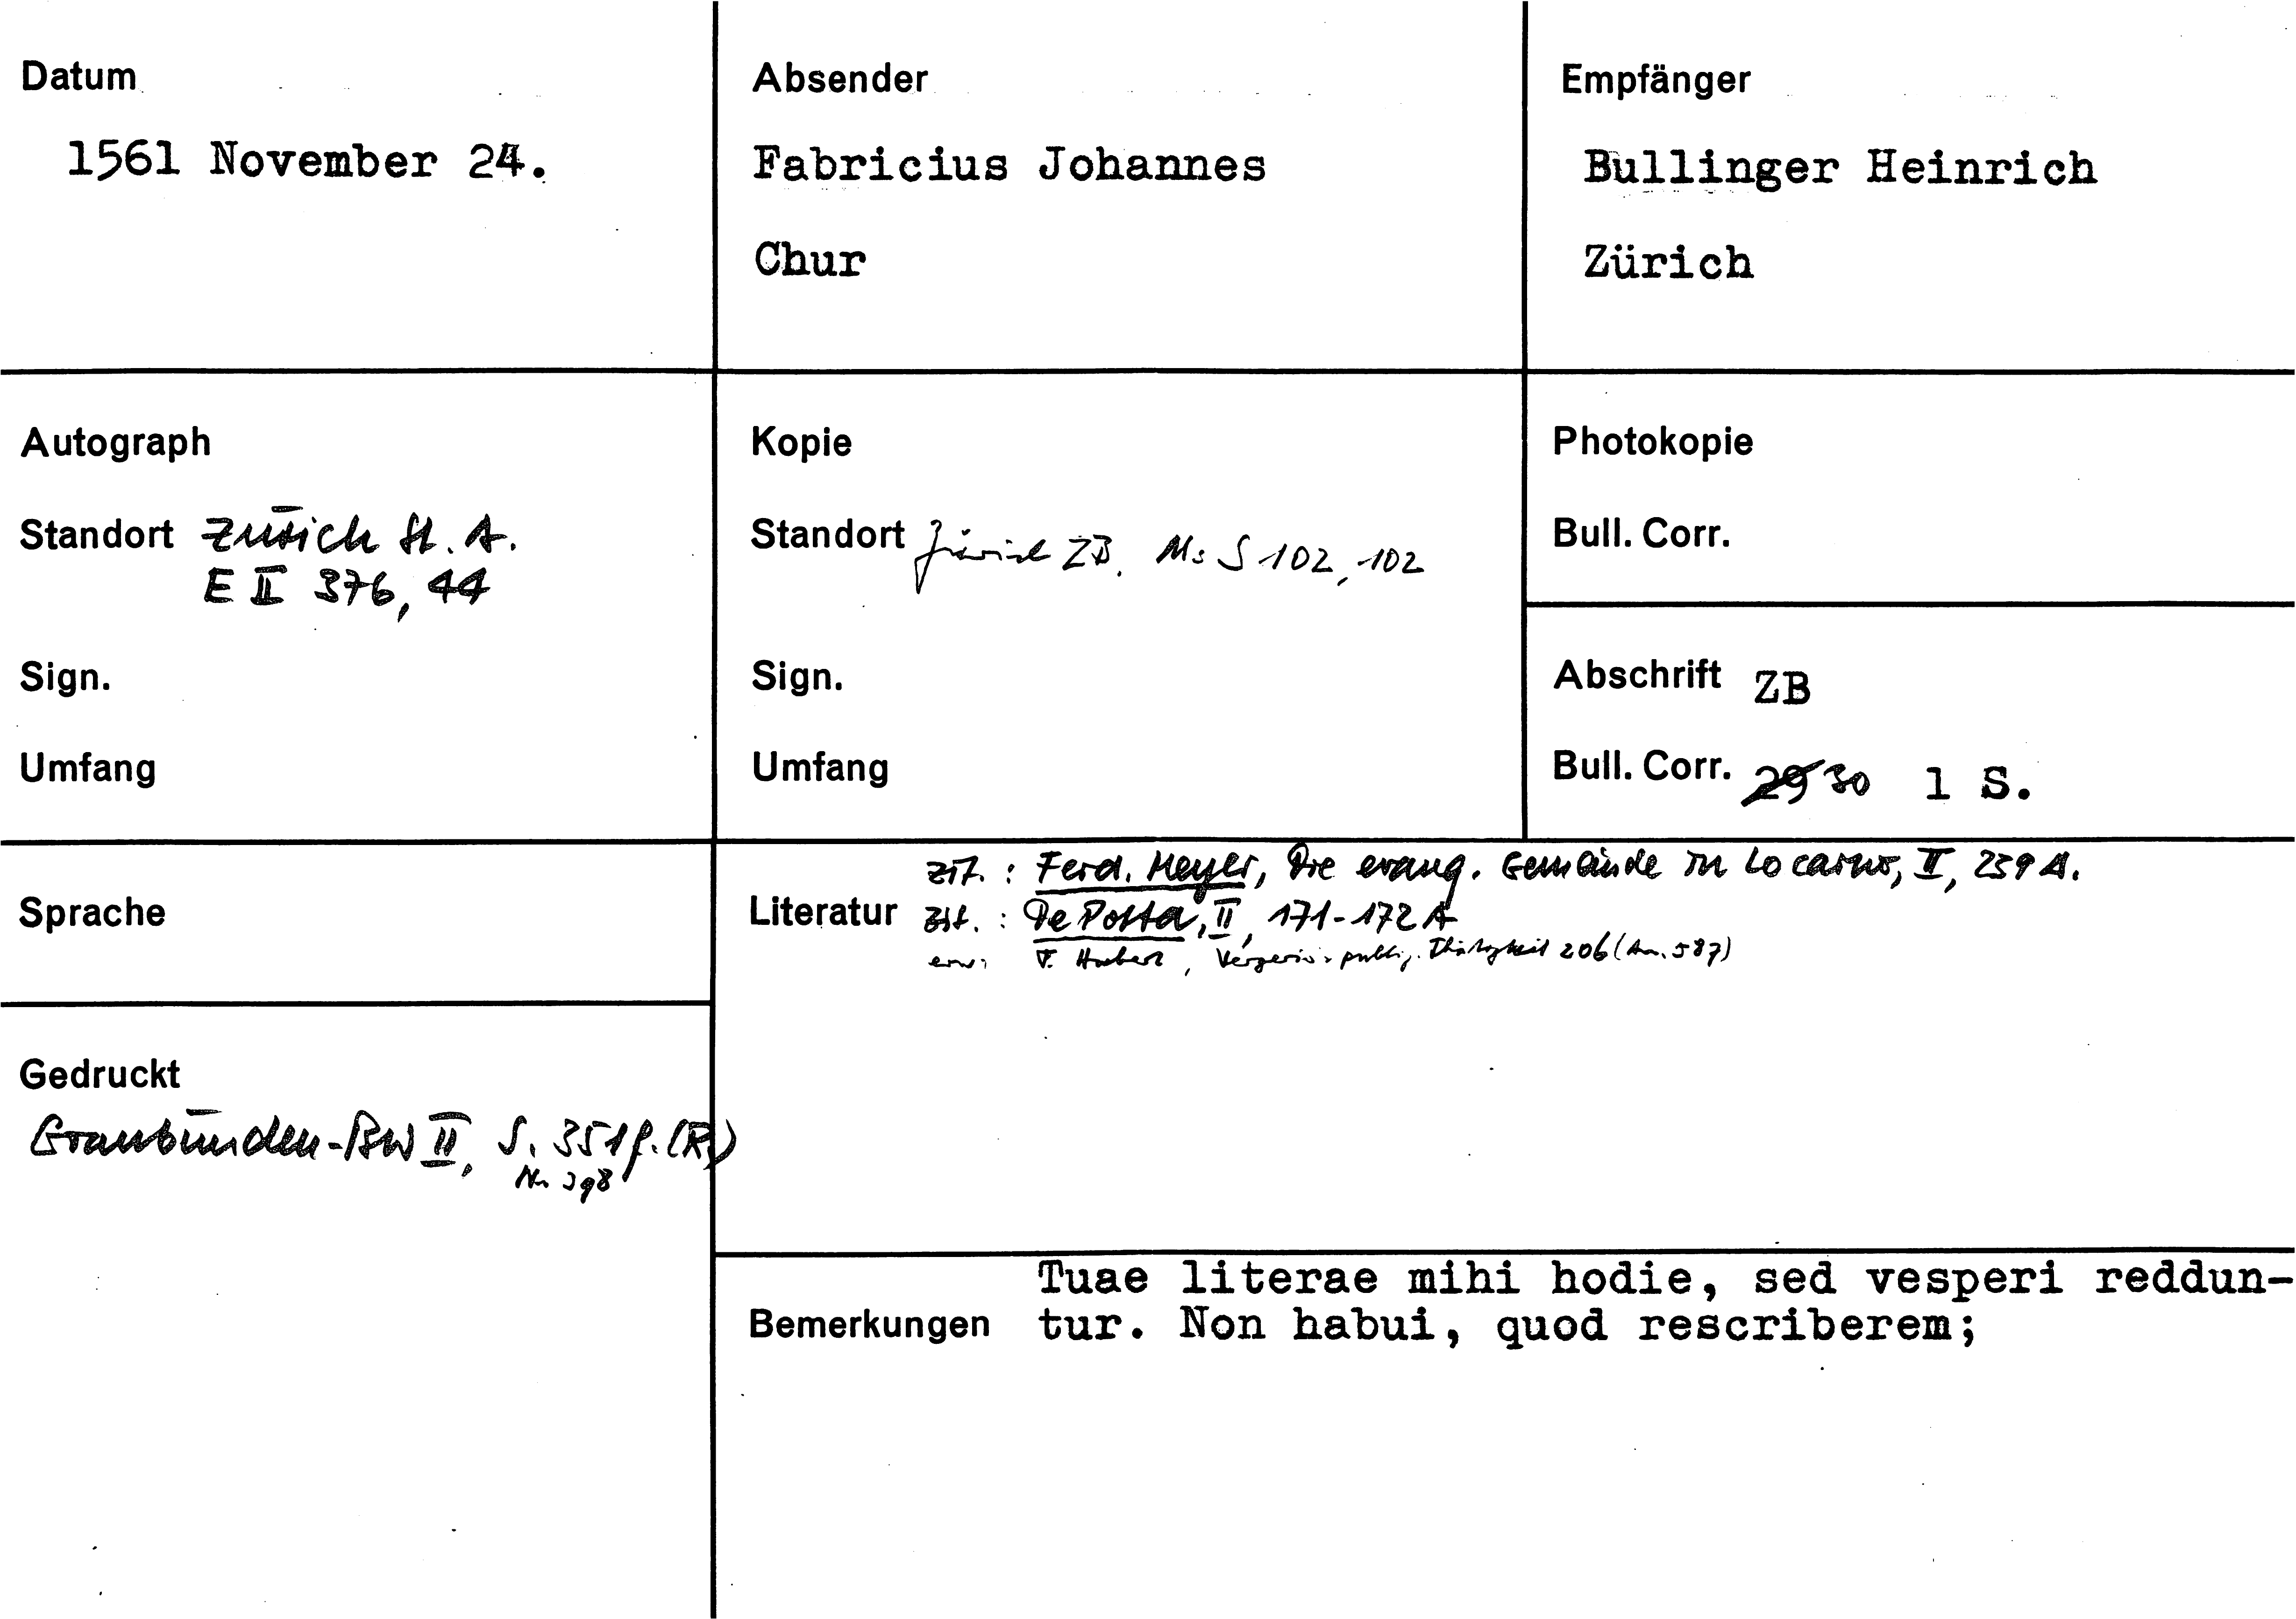 Datum
1561 November 24.
Absender
Fabricius Johannes
Chur
Empfänger
Bullinger Heinrich
Zürich
Autograph
Standort Zürich St. A.
E II 376, 44
Sign.
Umfang
Kopie
Standort Zürich ZB. Ms S 102, 102
Sign.
Umfang
Photokopie
Bull. Corr.
Abschrift ZB
Bull. Corr. 29 30 1 S.
Sprache
Gedruckt
Graubünden-BW II, S. 351f. (R)
Nr. 398
zit. : Ferd. Meyer, Die evang. Gemeinde in Locarno, II, 239 A.
Literatur zit. : De Porta, II, 171-172 A
erw: F. Hubert, Vergerio's publiz. Thätigkeit 206 (An. 587)
Tuae literae mihi hodie, sed vesperi reddun-
Bemerkungen tur. Non habui, quod rescriberem;